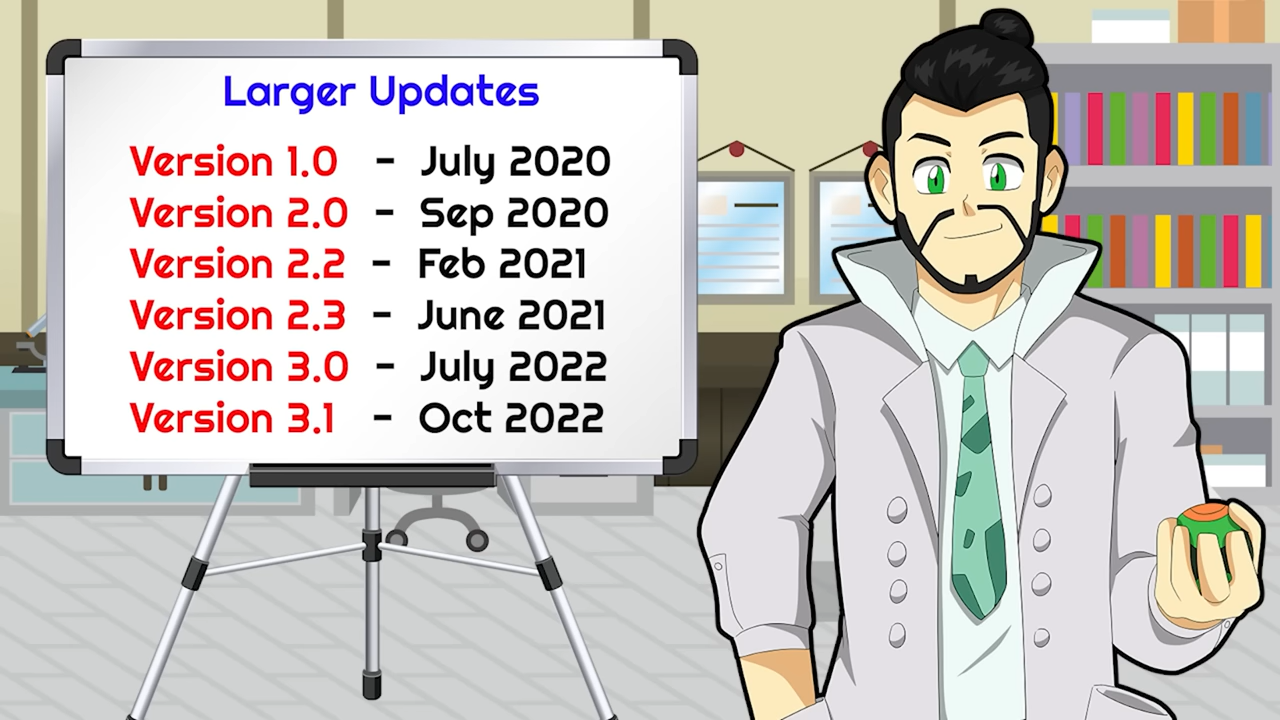 Larger Updates
Version 1.0 - July 2020
Version 2.0 - Sep 2020
Version 2.2 - Feb 2021
Version 2.3 - June 2021
Version 3.0 - July 2022
Version 3.1 - Oct 2022